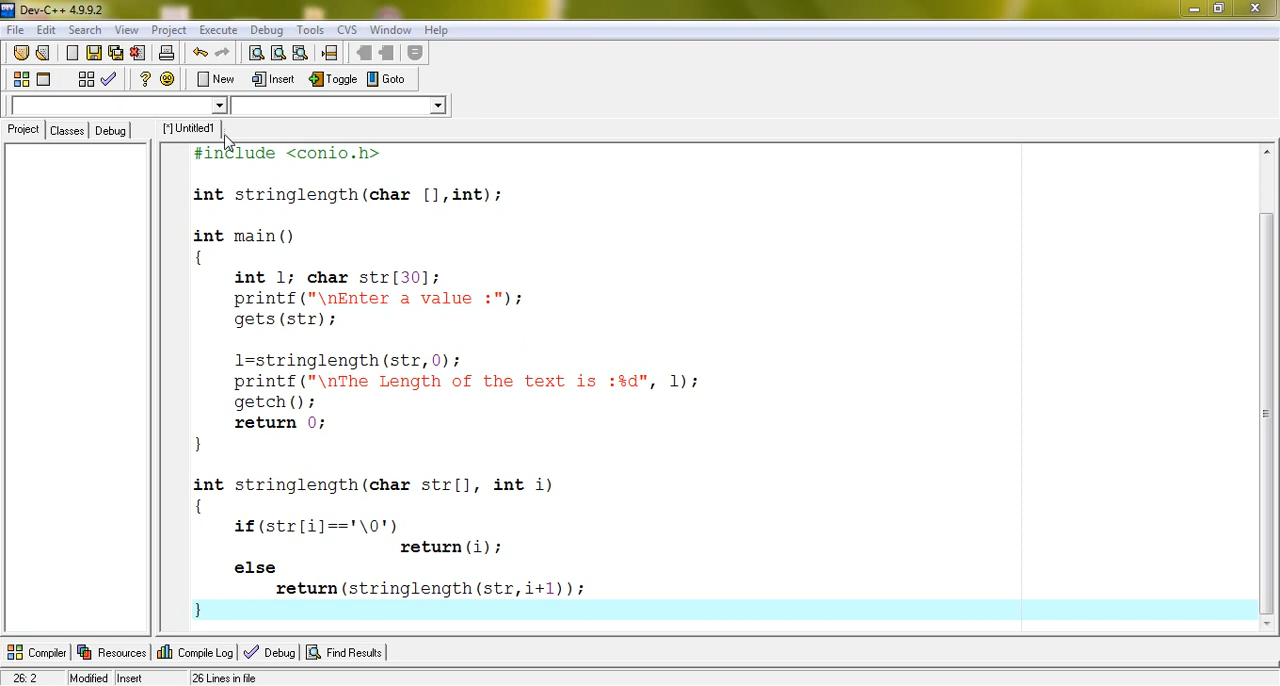 Dev-C++ 4.9.9.2
File Edit Search View Project Execute Debug Tools CVS Window Help
New Insert Toggle Goto
Project Classes Debug [*] Untitled1
#include <conio.h>
int stringlength(char [],int);
int main()
{
int l; char str[30];
printf("\nEnter a value :");
gets(str);
l=stringlength(str,0);
printf("\nThe Length of the text is :%d", l);
getch();
return 0;
}
int stringlength(char str[], int i)
{
if(str[i]=='\0')
return(i);
else
return(stringlength(str,i+1));
}
Compiler Resources Compile Log Debug Find Results
26: 2 Modified Insert 26 Lines in file